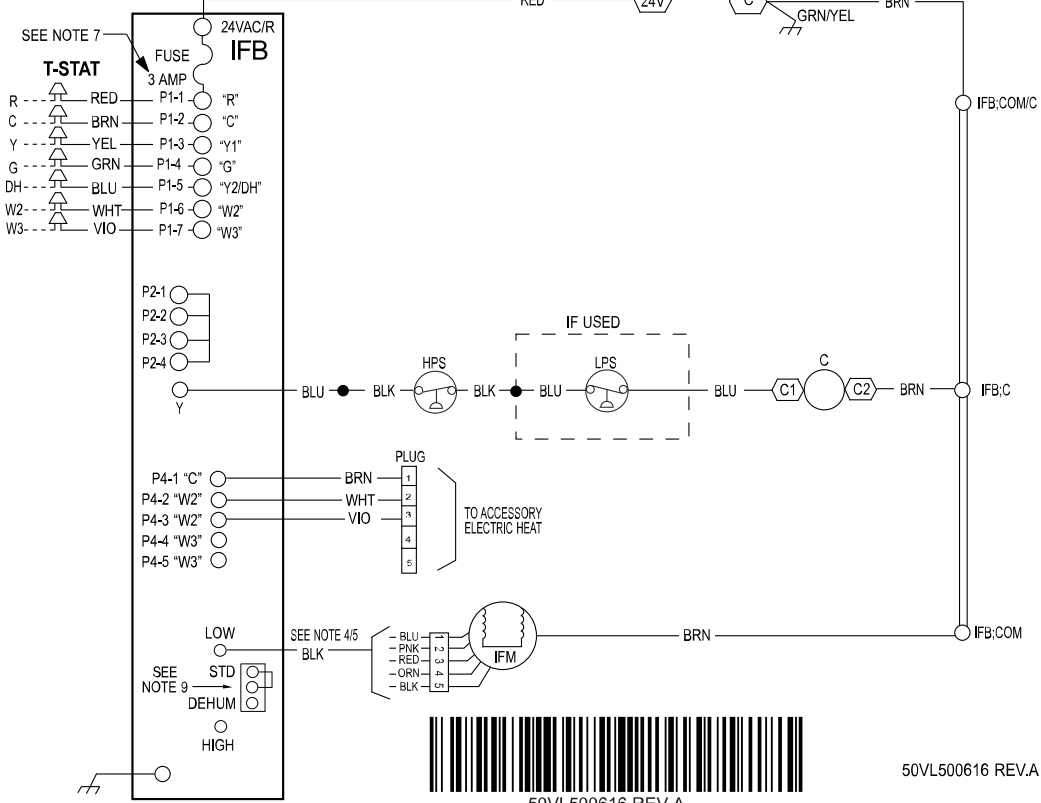 RED
24V
C
BRN
GRN/YEL
SEE NOTE 7
24VAC/R
IFB
FUSE
3 AMP
T-STAT
R RED P1-1 "R"
C BRN P1-2 "C"
Y YEL P1-3 "Y1"
G GRN P1-4 "G"
DH BLU P1-5 "Y2/DH"
W2 WHT P1-6 "W2"
W3 VIO P1-7 "W3"
IFB;COM/C
P2-1
P2-2
P2-3
P2-4
IF USED
HPS
LPS
C
Y
BLU BLK BLK BLU BLU C1 C2 BRN IFB;C
PLUG
P4-1 "C" BRN 1
P4-2 "W2" WHT 2
P4-3 "W2" VIO 3
P4-4 "W3" 4
P4-5 "W3" 5
TO ACCESSORY
ELECTRIC HEAT
LOW
SEE NOTE 4/5
BLK
BLU 1
PNK 2
RED 3
ORN 4
BLK 5
IFM
BRN
IFB;COM
SEE
NOTE 9
STD
DEHUM
HIGH
50VL500616 REV.A
50VL500616 REV.A